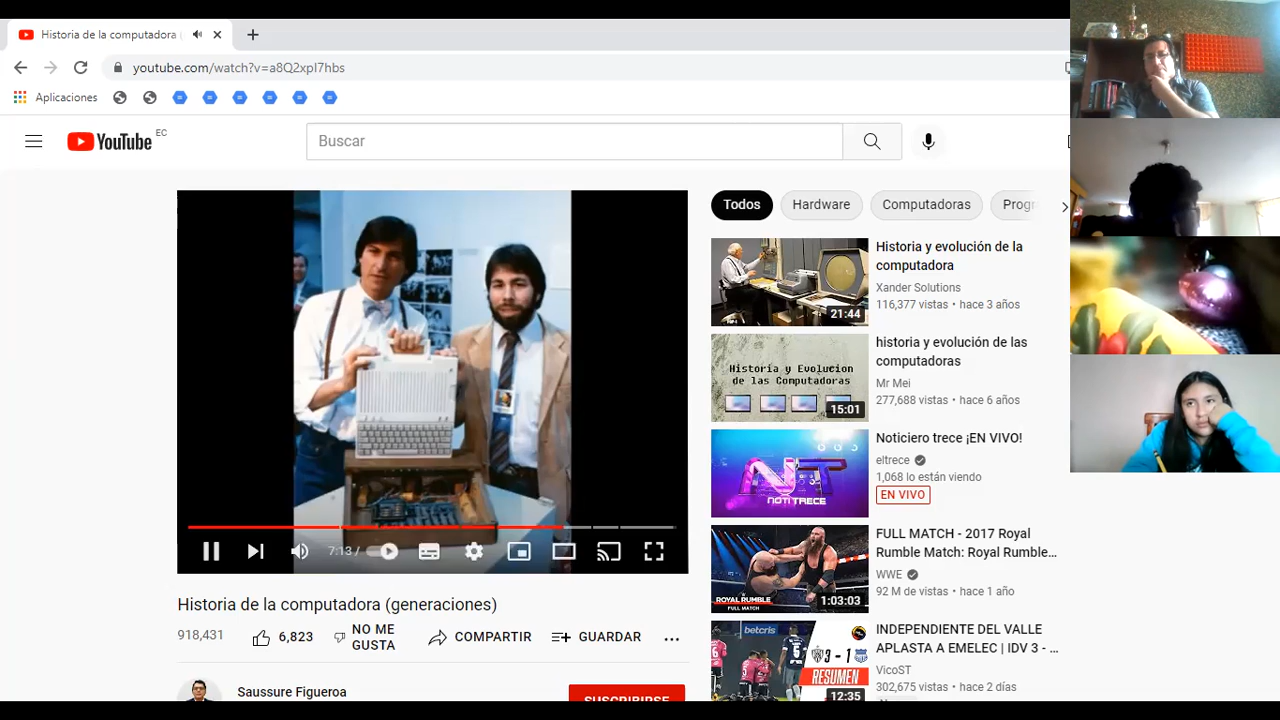 Historia de la computadora (
youtube.com/watch?v=a8Q2xpI7hbs
Aplicaciones
YouTube
EC
Buscar
Todos
Hardware
Computadoras
Progr
Historia y evolución de la
computadora
Xander Solutions
116,377 vistas • hace 3 años
21:44
Historia y Evolucion
de las Computadoras
15:01
historia y evolución de las
computadoras
Mr Mei
277,688 vistas • hace 6 años
NT
NOTITRECE
Noticiero trece ¡EN VIVO!
eltrece
1,068 lo están viendo
EN VIVO
ROYAL RUMBLE
FULL MATCH
1:03:03
FULL MATCH - 2017 Royal
Rumble Match: Royal Rumble...
WWE
92 M de vistas • hace 1 año
betcris
3 - 1
RESUMEN
12:35
INDEPENDIENTE DEL VALLE
APLASTA A EMELEC | IDV 3 - ...
VicoST
302,675 vistas • hace 2 días
7:13 /
Historia de la computadora (generaciones)
918,431
6,823
NO ME
GUSTA
COMPARTIR
GUARDAR
Saussure Figueroa
SUSCRIBIRSE